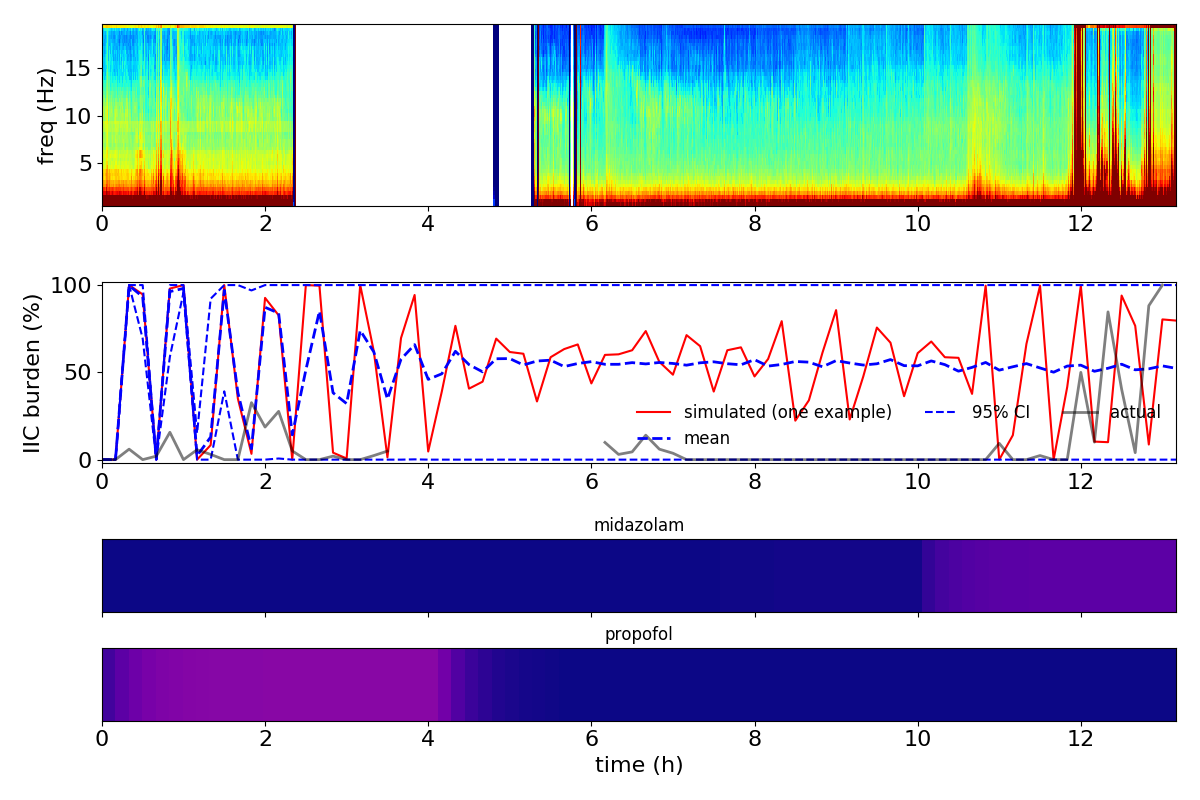 freq (Hz)
15
10
5
0 2 4 6 8 10 12
IIC burden (%)
100
50
0
simulated (one example) 95% CI actual
mean
0 2 4 6 8 10 12
midazolam
propofol
0 2 4 6 8 10 12
time (h)